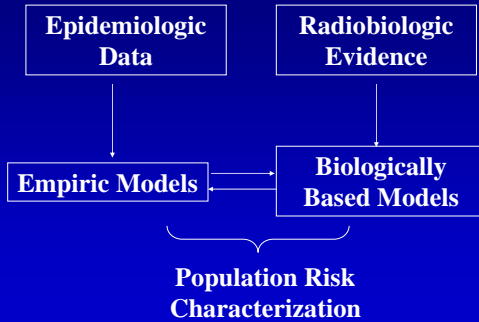 Epidemiologic
Data
Radiobiologic
Evidence
Empiric Models
Biologically
Based Models
Population Risk
Characterization